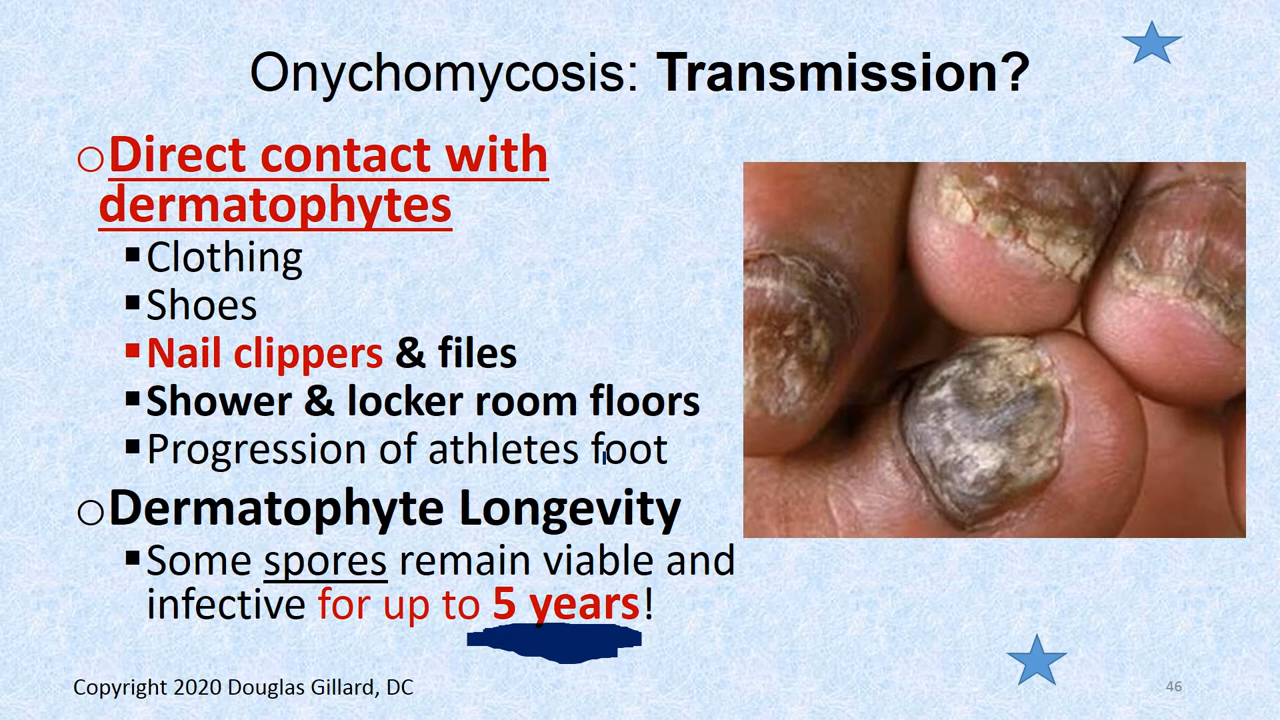 Onychomycosis: Transmission?
Direct contact with
dermatophytes
Clothing
Shoes
Nail clippers & files
Shower & locker room floors
Progression of athletes foot
Dermatophyte Longevity
Some spores remain viable and
infective for up to 5 years!
Copyright 2020 Douglas Gillard, DC
46